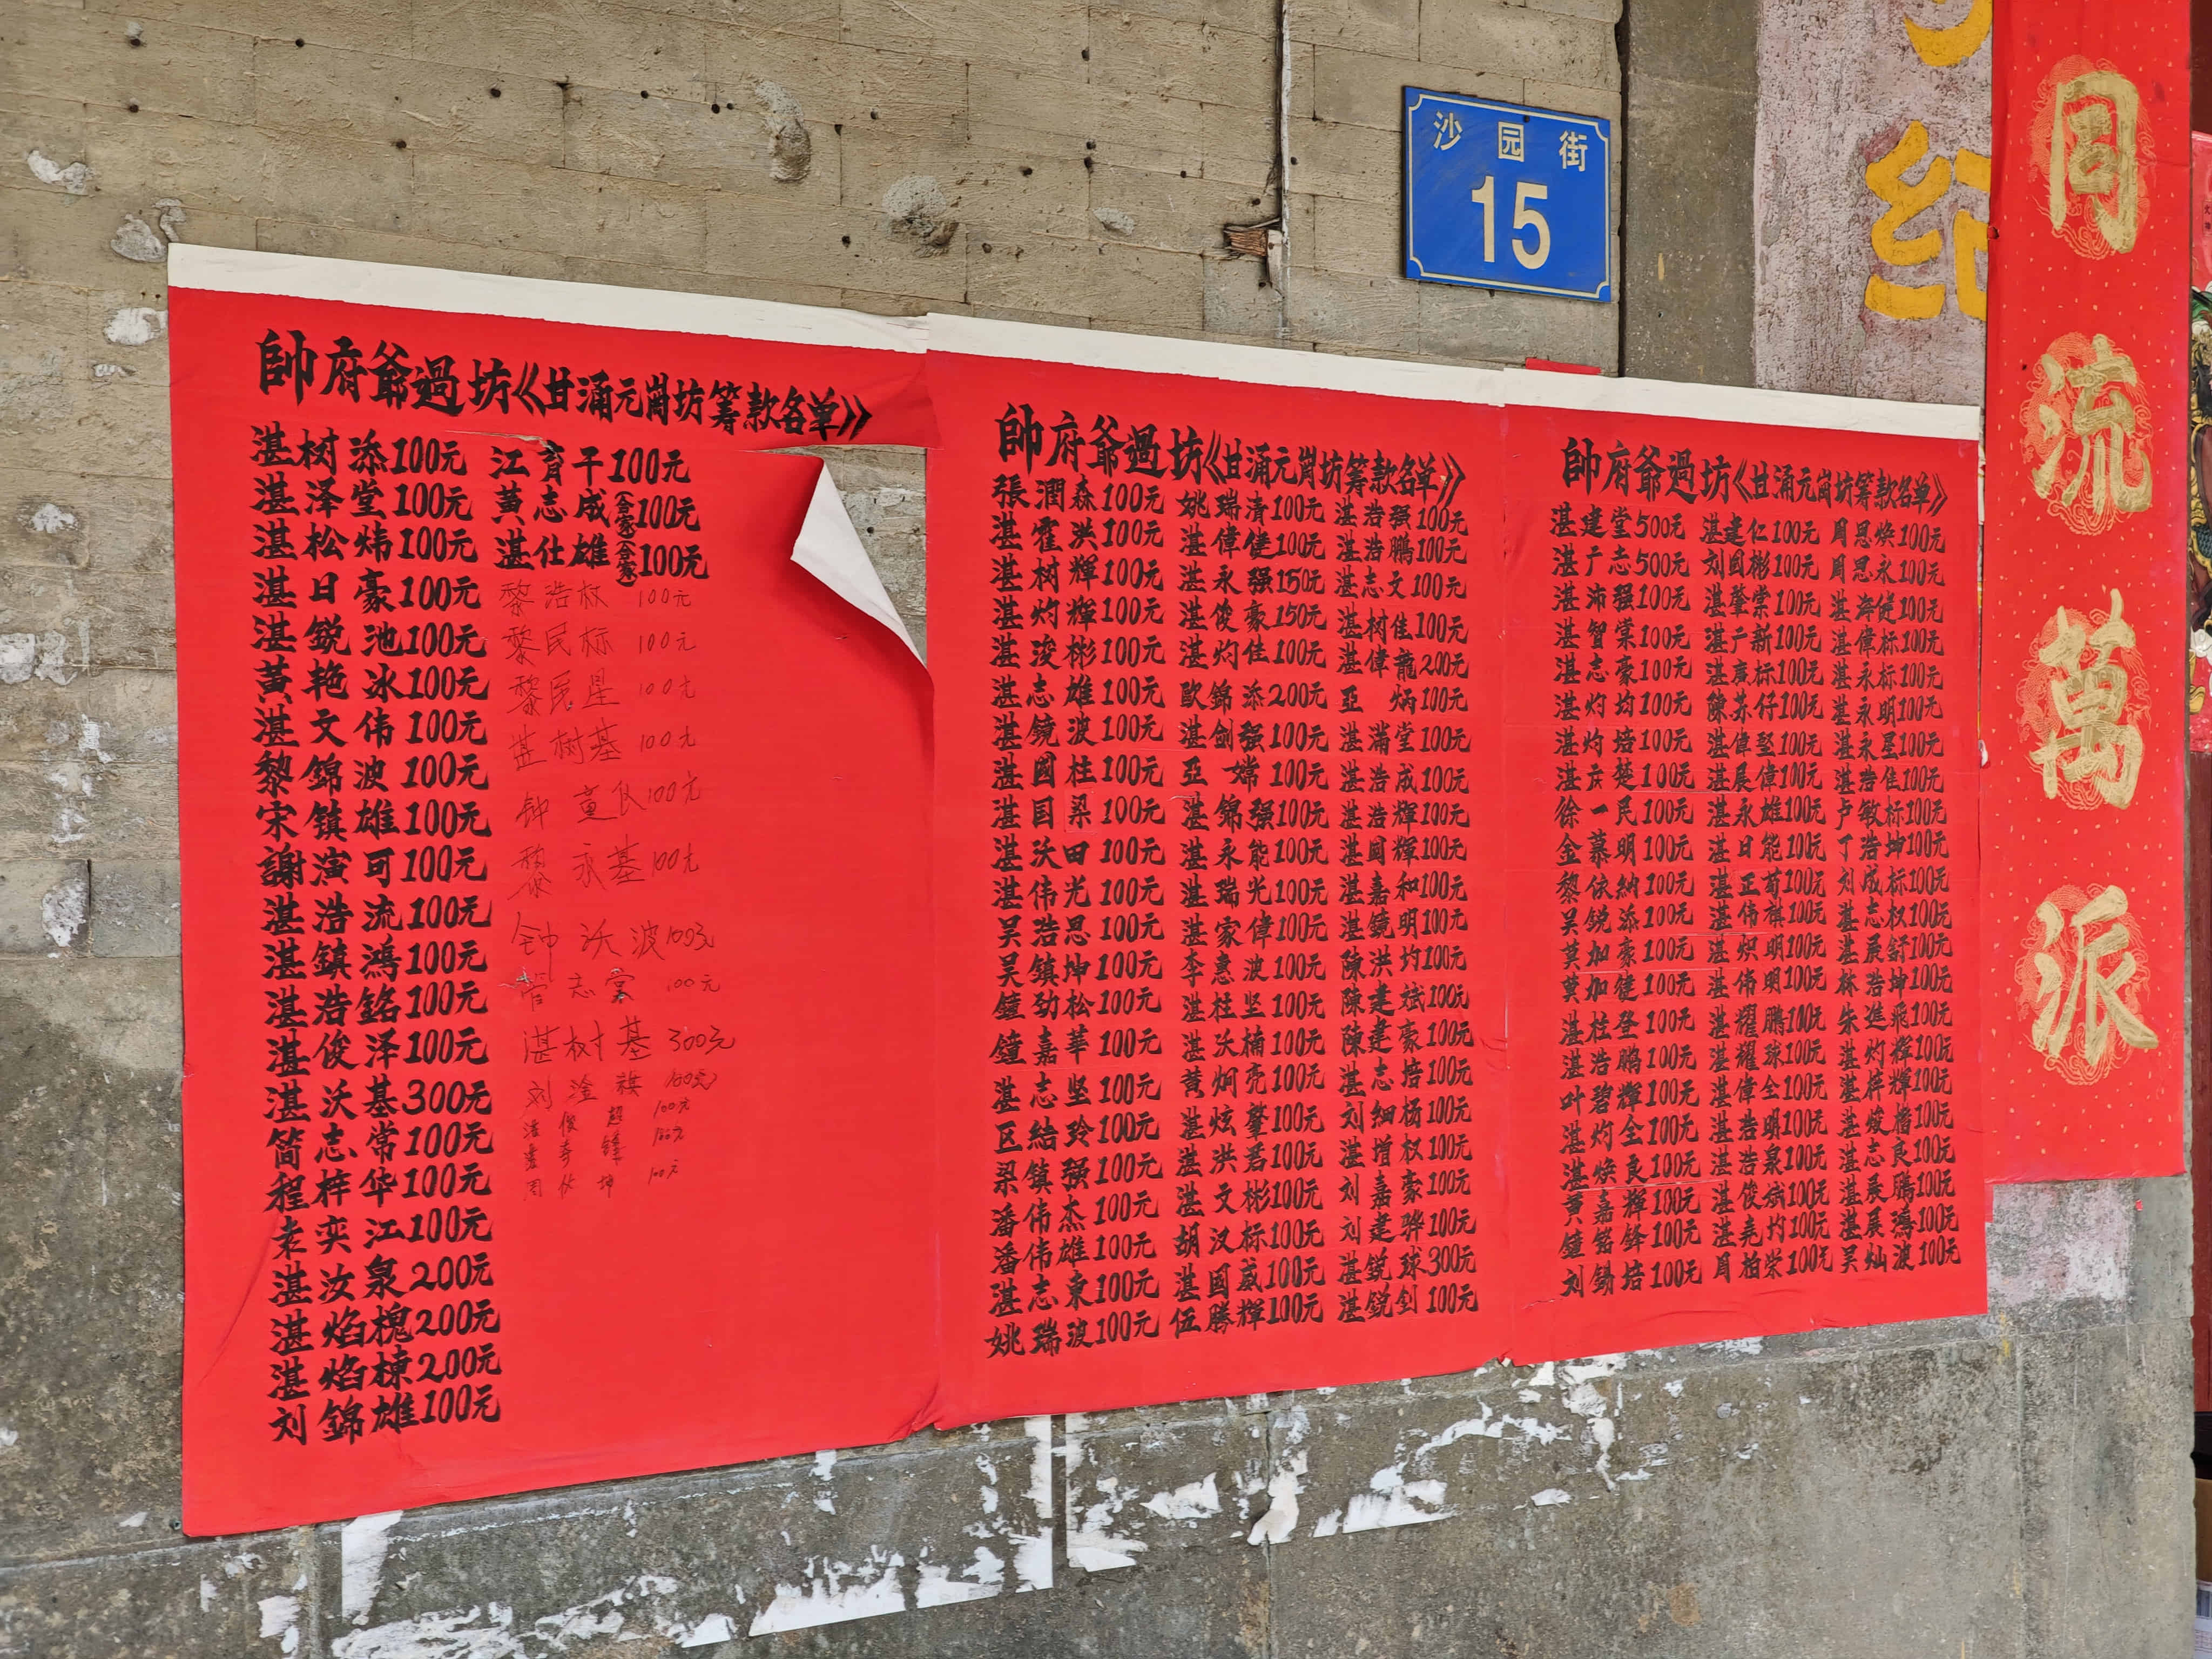 沙园街
15
同流萬派
纪
帥府爺過坊《甘涌元崗坊筹款名单》
湛树添100元 江育干100元
湛泽堂100元 黄志成(合家)100元
湛松炜100元 湛仕雄(合家)100元
湛日豪100元 黎浩权 100元
湛锐池100元 黎民标 100元
黄艳冰100元 黎民星 100元
湛文伟100元 湛树基 100元
黎錦波100元 钟 仪100元
宋镇雄100元 黎永基100元
謝演可100元 钟沃波100元
湛浩流100元 志棠 100元
湛鎮鴻100元 湛树基 300元
湛浩銘100元 刘淦祺 100元
湛俊泽100元 俊超 100元
湛沃基300元 100元
简志常100元 周伙坤 100元
程梓华100元
袁奕江100元
湛汝泉200元
湛焰槐200元
湛焰棟200元
刘錦雄100元
帥府爺過坊《甘涌元崗坊筹款名单》
張潤森100元 姚瑞清100元 湛浩强100元
湛霍洪100元 湛偉健100元 湛浩鵬100元
湛树輝100元 湛永强150元 湛志文100元
湛灼輝100元 湛俊豪150元 湛树佳100元
湛浚彬100元 湛灼佳100元 湛偉龍200元
湛志雄100元 歐錦添200元 亞炳100元
湛镜波100元 湛剑强100元 湛满堂100元
湛國柱100元 亞嫦100元 湛浩成100元
湛国梁100元 湛錦强100元 湛浩輝100元
湛沃田100元 湛永能100元 湛国輝100元
湛伟光100元 湛瑞光100元 湛嘉和100元
吴浩恩100元 湛家偉100元 湛鏡明100元
吴鎮坤100元 李惠波100元 陳洪均100元
鐘劲松100元 湛柱坚100元 陳建斌100元
鐘嘉華100元 湛沃楠100元 陳建豪100元
湛志坚100元 黄炯亮100元 湛志培100元
区结玲100元 湛炫肇100元 刘細杨100元
梁镇强100元 湛洪君100元 湛增权100元
潘伟杰100元 湛文彬100元 刘嘉豪100元
潘伟雄100元 胡汉标100元 刘建骅100元
湛志東100元 湛國威100元 湛锐球300元
姚瑞波100元 伍勝輝100元 湛锐钊100元
帥府爺過坊《甘涌元崗坊筹款名单》
湛建堂500元 湛建仁100元 周思焕100元
湛广志500元 刘國彬100元 周思永100元
湛沛强100元 湛肇棠100元 湛海健100元
湛智棠100元 湛广新100元 湛偉标100元
湛志豪100元 湛广标100元 湛永标100元
湛灼均100元 陳苏仔100元 湛永明100元
湛灼培100元 湛偉堅100元 湛永星100元
湛庆楚100元 湛晨偉100元 湛浩佳100元
徐一民100元 湛永雄100元 卢敏标100元
金慕明100元 湛日能100元 丁浩坤100元
黎依納100元 湛正荀100元 刘成标100元
吴锐添100元 湛伟祺100元 湛志权100元
莫加豪100元 湛炽明100元 湛展舒100元
莫加健100元 湛伟明100元 林浩坤100元
湛柱登100元 湛耀鹏100元 朱進飛100元
湛浩鹏100元 湛耀球100元 湛灼輝100元
叶碧輝100元 湛偉全100元 湛梓輝100元
湛灼全100元 湛浩明100元 湛焌橋100元
湛焕良100元 湛浩泉100元 湛志良100元
黄嘉輝100元 湛俊斌100元 湛展鵬100元
鐘銘鋒100元 湛尧均100元 湛展鴻100元
刘錫培100元 周柏荣100元 吴灿波100元